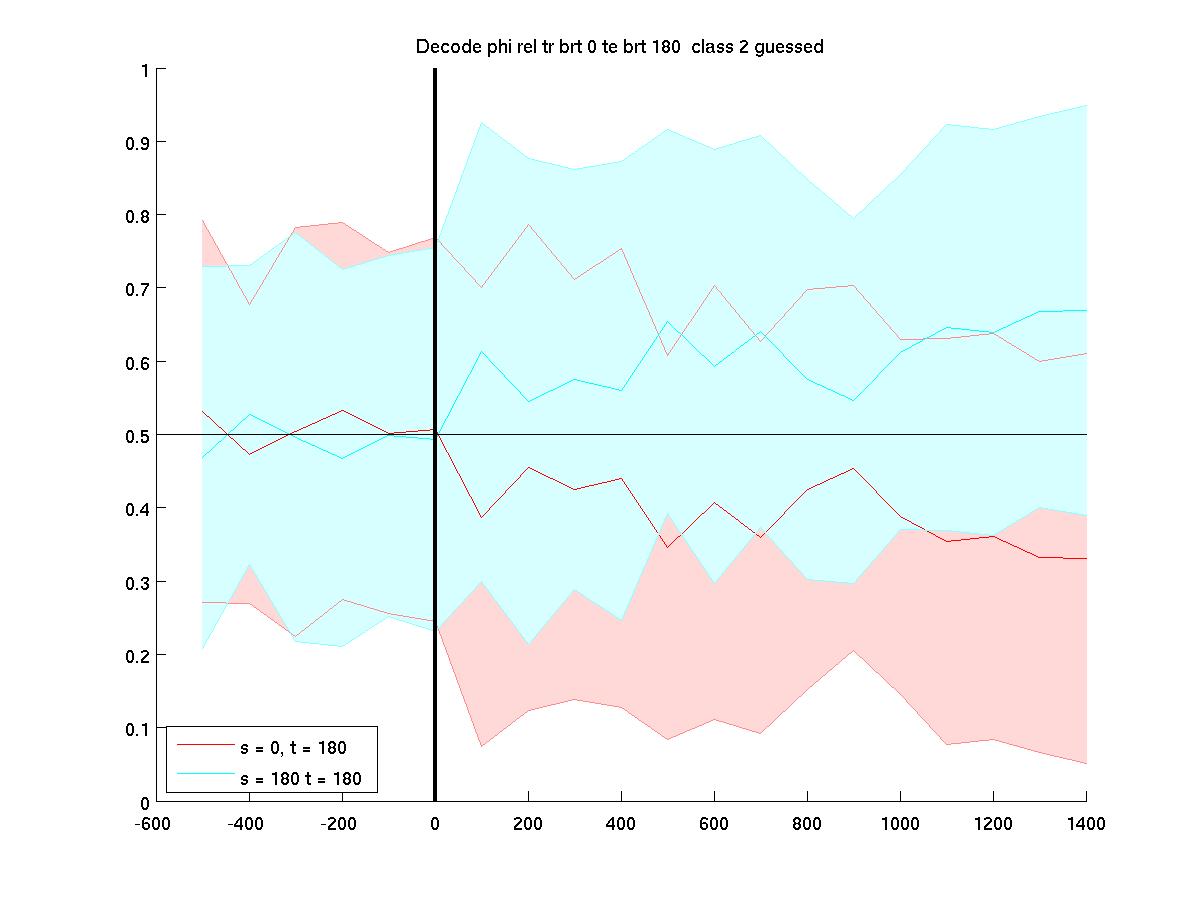 Decode phi rel tr brt 0 te brt 180  class 2 guessed
1
0.9
0.8
0.7
0.6
0.5
0.4
0.3
0.2
0.1
0
s = 0, t = 180
s = 180 t = 180
-600 -400 -200 0 200 400 600 800 1000 1200 1400